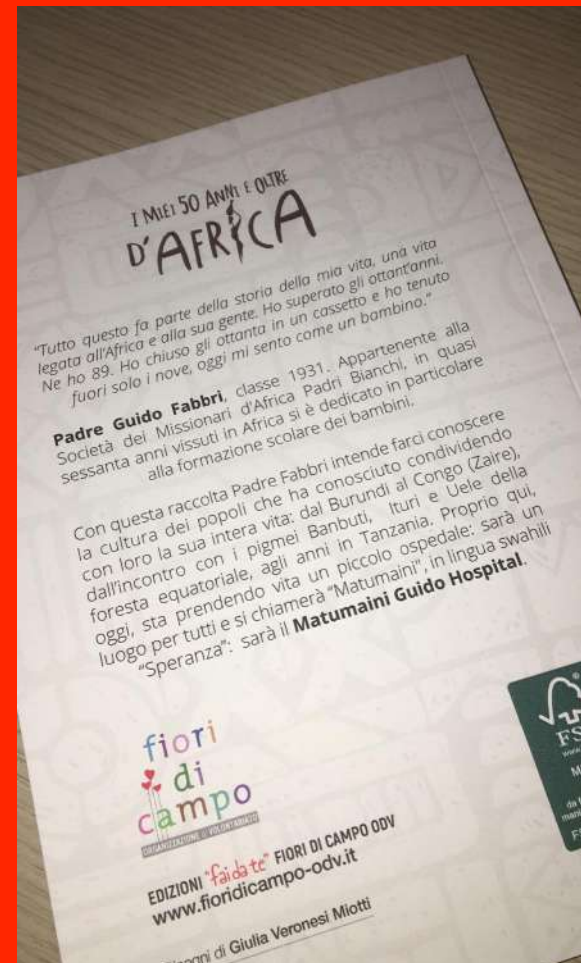 I MIEI 50 ANNI E OLTRE
D'AFRICA
"Tutto questo fa parte della storia della mia vita, una vita
legata all'Africa e alla sua gente. Ho superato gli ottant'anni.
Ne ho 89. Ho chiuso gli ottanta in un cassetto e ho tenuto
fuori solo i nove, oggi mi sento come un bambino."
Padre Guido Fabbri, classe 1931. Appartenente alla
Società dei Missionari d'Africa Padri Bianchi, in quasi
sessanta anni vissuti in Africa si è dedicato in particolare
alla formazione scolare dei bambini.
Con questa raccolta Padre Fabbri intende farci conoscere
la cultura dei popoli che ha conosciuto condividendo
con loro la sua intera vita: dal Burundi al Congo (Zaire),
dall'incontro con i pigmei Banbuti, Ituri e Uele della
foresta equatoriale, agli anni in Tanzania. Proprio qui,
oggi, sta prendendo vita un piccolo ospedale: sarà un
luogo per tutti e si chiamerà "Matumaini", in lingua swahili
"Speranza": sarà il Matumaini Guido Hospital.
fiori
di
campo
ORGANIZZAZIONE di VOLONTARIATO
EDIZIONI "fai da te" FIORI DI CAMPO ODV
www.fioridicampo-odv.it
di Giulia Veronesi Miotti
FS